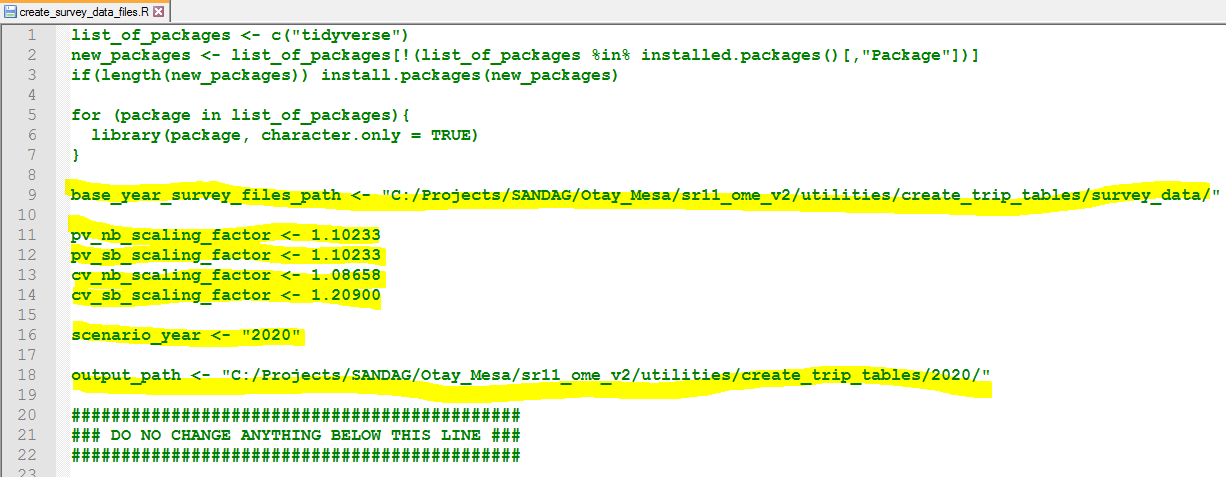 create_survey_data_files.R
1 list_of_packages <- c("tidyverse")
2 new_packages <- list_of_packages[!(list_of_packages %in% installed.packages()[,"Package"])]
3 if(length(new_packages)) install.packages(new_packages)
4
5 for (package in list_of_packages){
6   library(package, character.only = TRUE)
7 }
8
9 base_year_survey_files_path <- "C:/Projects/SANDAG/Otay_Mesa/sr11_ome_v2/utilities/create_trip_tables/survey_data/"
10
11 pv_nb_scaling_factor <- 1.10233
12 pv_sb_scaling_factor <- 1.10233
13 cv_nb_scaling_factor <- 1.08658
14 cv_sb_scaling_factor <- 1.20900
15
16 scenario_year <- "2020"
17
18 output_path <- "C:/Projects/SANDAG/Otay_Mesa/sr11_ome_v2/utilities/create_trip_tables/2020/"
19
20 #############################################
21 ### DO NO CHANGE ANYTHING BELOW THIS LINE ###
22 #############################################
23